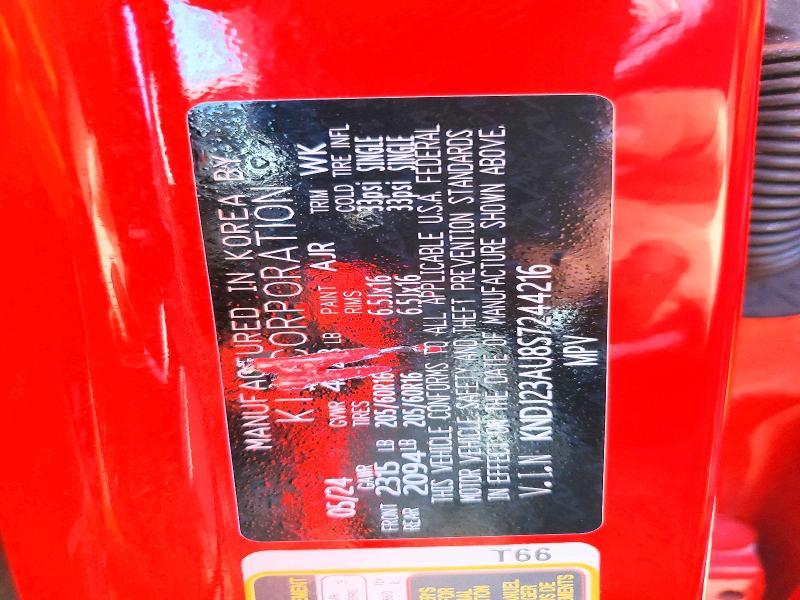 MANUFACTURED IN KOREA BY
CORPORATION
05/24 GVWR LB PAINT AJR TRIM WK
GAWR TIRES RIMS COLD TIRE INFL
FRONT 2315 LB 205/60R16 6.5Jx16 33psi SINGLE
REAR 2094 LB 205/60R16 6.5Jx16 33psi SINGLE
THIS VEHICLE CONFORMS TO ALL APPLICABLE U.S.A FEDERAL
MOTOR VEHICLE SAFETY AND THEFT PREVENTION STANDARDS
IN EFFECT ON THE DATE OF MANUFACTURE SHOWN ABOVE.
V.I.N KNDJ23AU8S7244216
MPV
T66